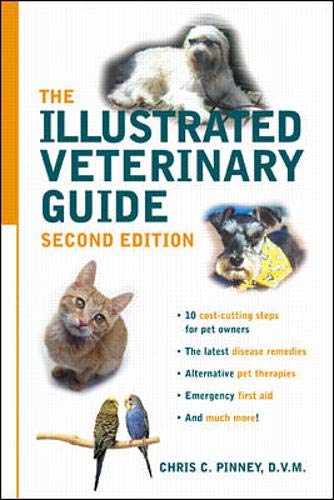 THE
ILLUSTRATED
VETERINARY
GUIDE
SECOND EDITION
• 10 cost-cutting steps
for pet owners
• The latest disease remedies
• Alternative pet therapies
• Emergency first aid
• And much more!
CHRIS C. PINNEY, D.V.M.